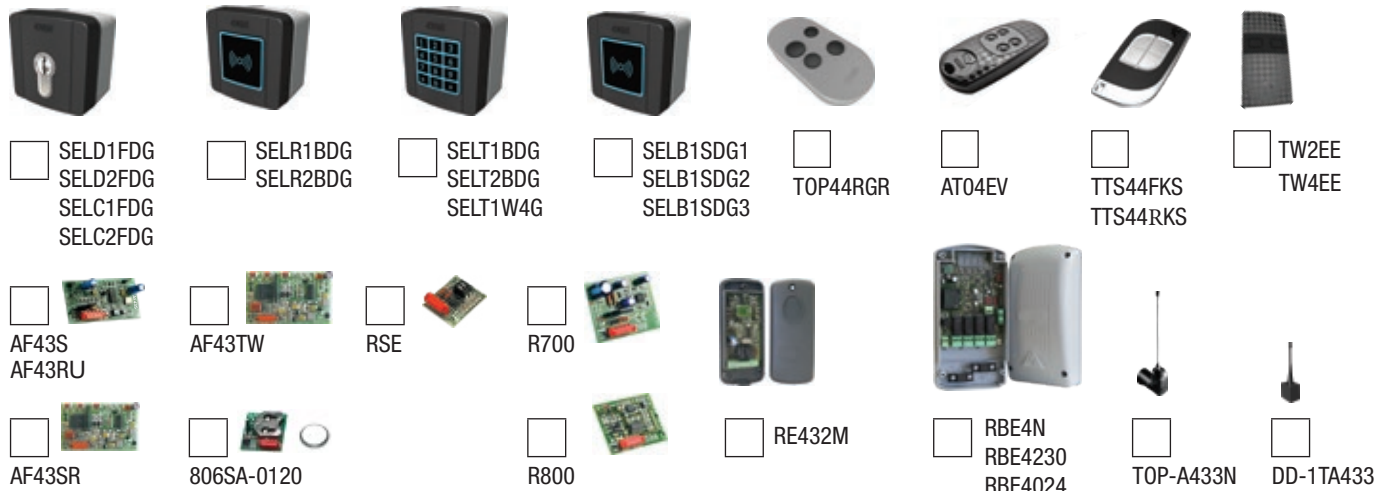 SELD1FDG
SELD2FDG
SELC1FDG
SELC2FDG
SELR1BDG
SELR2BDG
SELT1BDG
SELT2BDG
SELT1W4G
SELB1SDG1
SELB1SDG2
SELB1SDG3
TOP44RGR
AT04EV
TTS44FKS
TTS44RKS
TW2EE
TW4EE
AF43S
AF43RU
AF43TW
RSE
R700
AF43SR
806SA-0120
R800
RE432M
RBE4N
RBE4230
RBE4024
TOP-A433N
DD-1TA433